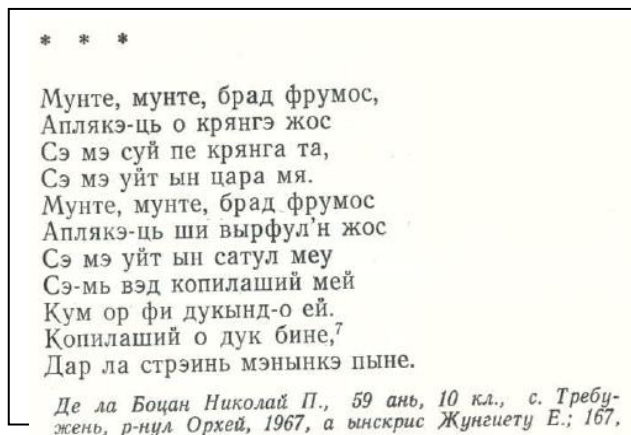 * * *
Мунте, мунте, брад фрумос,
Аплякэ-ць о крянгэ жос
Сэ мэ суй пе крянга та,
Сэ мэ уйт ын цара мя.
Мунте, мунте, брад фрумос
Аплякэ-ць ши вырфул’н жос
Сэ мэ уйт ын сатул меу
Сэ-мь вэд копилаший мей
Кум ор фи дукынд-о ей.
Копилаший о дук бине,⁷
Дар ла стрэинь мэнынкэ пыне.
Де ла Боцан Николай П., 59 ань, 10 кл., с. Требу-
жень, р-нул Орхей, 1967, а ынскрис Жунгиету Е.; 167,